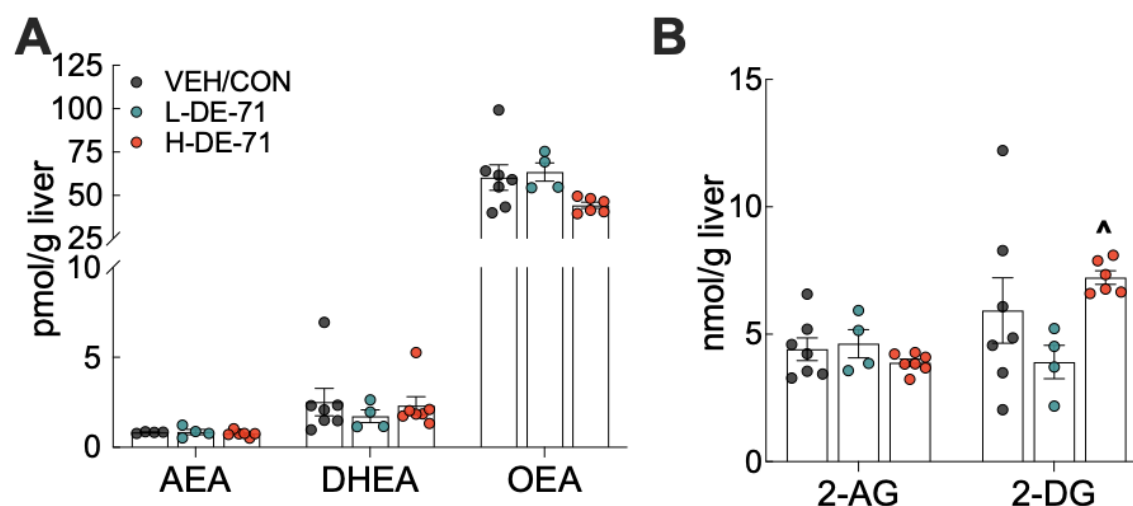 A
pmol/g liver
125
100
75
50
25
10
5
0
VEH/CON
L-DE-71
H-DE-71
AEA
DHEA
OEA
B
nmol/g liver
15
10
5
0
^
2-AG
2-DG